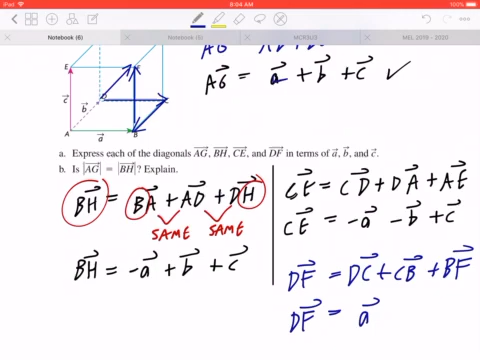 iPad
8:04 AM
100%
Notebook (6)
Notebook (6)
MCR3U3
MEL 2019 - 2020
AG⃗ = a⃗ + b⃗ + c⃗ ✓
E
c⃗
b⃗
D
A
a⃗
B
a. Express each of the diagonals AG⃗, BH⃗, CE⃗, and DF⃗ in terms of a⃗, b⃗, and c⃗.
b. Is |AG⃗| = |BH⃗|? Explain.
BH⃗ = BA⃗ + AD⃗ + DH⃗
SAME SAME
BH⃗ = -a⃗ + b⃗ + c⃗
CE⃗ = CD⃗ + DA⃗ + AE⃗
CE⃗ = -a⃗ - b⃗ + c⃗
DF⃗ = DC⃗ + CB⃗ + BF⃗
DF⃗ = a⃗